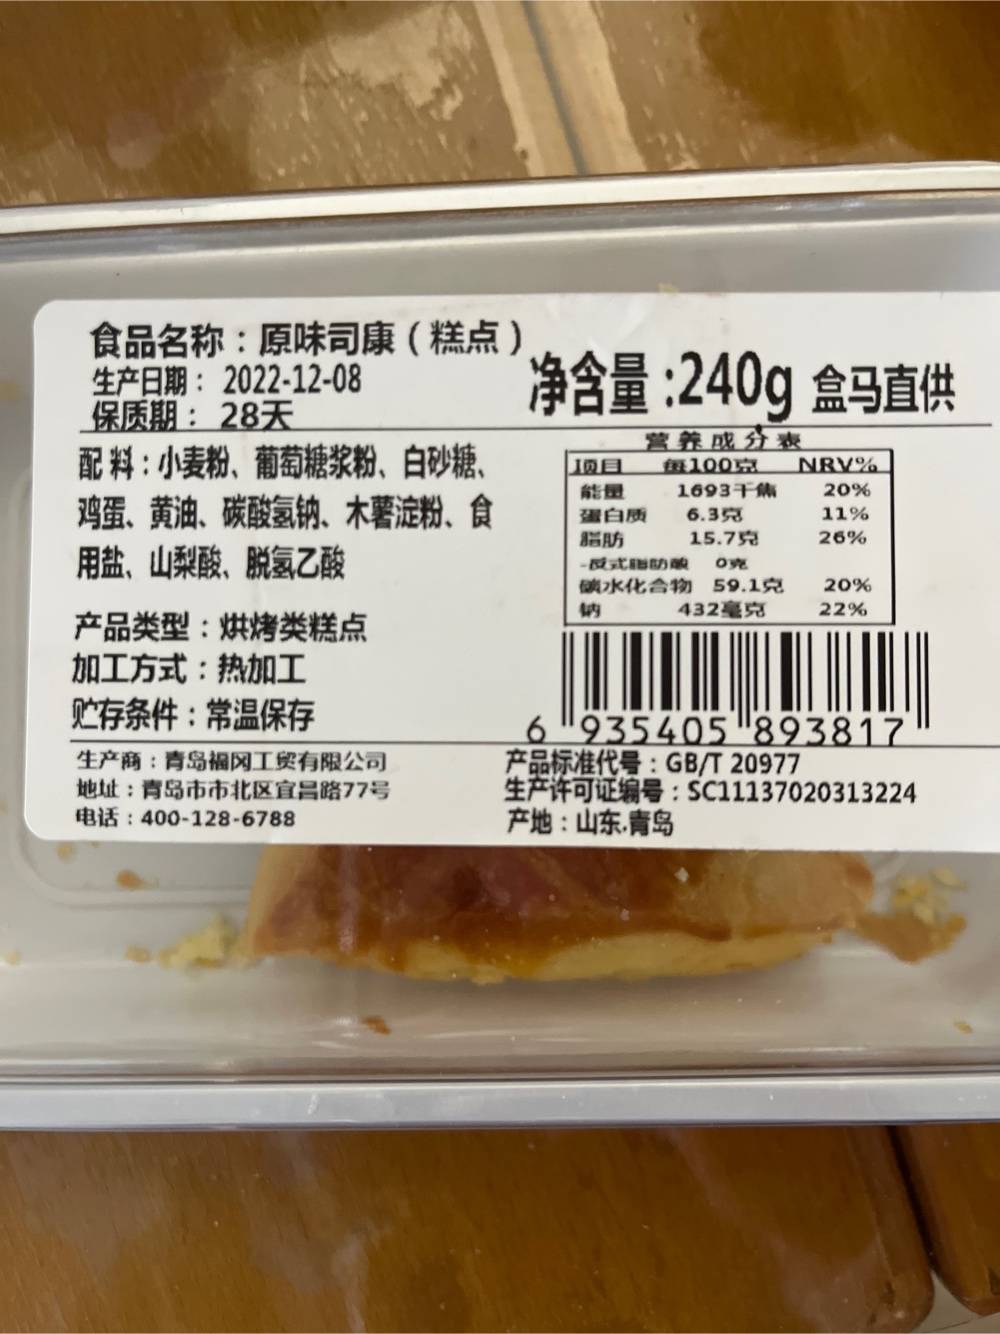 食品名称：原味司康（糕点）
生产日期： 2022-12-08
保质期： 28天
净含量:240g 盒马直供
配 料：小麦粉、葡萄糖浆粉、白砂糖、
鸡蛋、黄油、碳酸氢钠、木薯淀粉、食
用盐、山梨酸、脱氢乙酸
产品类型：烘烤类糕点
加工方式：热加工
贮存条件：常温保存
营养成分表
项目 每100克 NRV%
能量 1693千焦 20%
蛋白质 6.3克 11%
脂肪 15.7克 26%
-反式脂肪酸 0克
碳水化合物 59.1克 20%
钠 432毫克 22%
6 935405 893817
生产商：青岛福冈工贸有限公司
地址：青岛市市北区宜昌路77号
电话：400-128-6788
产品标准代号：GB/T 20977
生产许可证编号：SC11137020313224
产地：山东.青岛